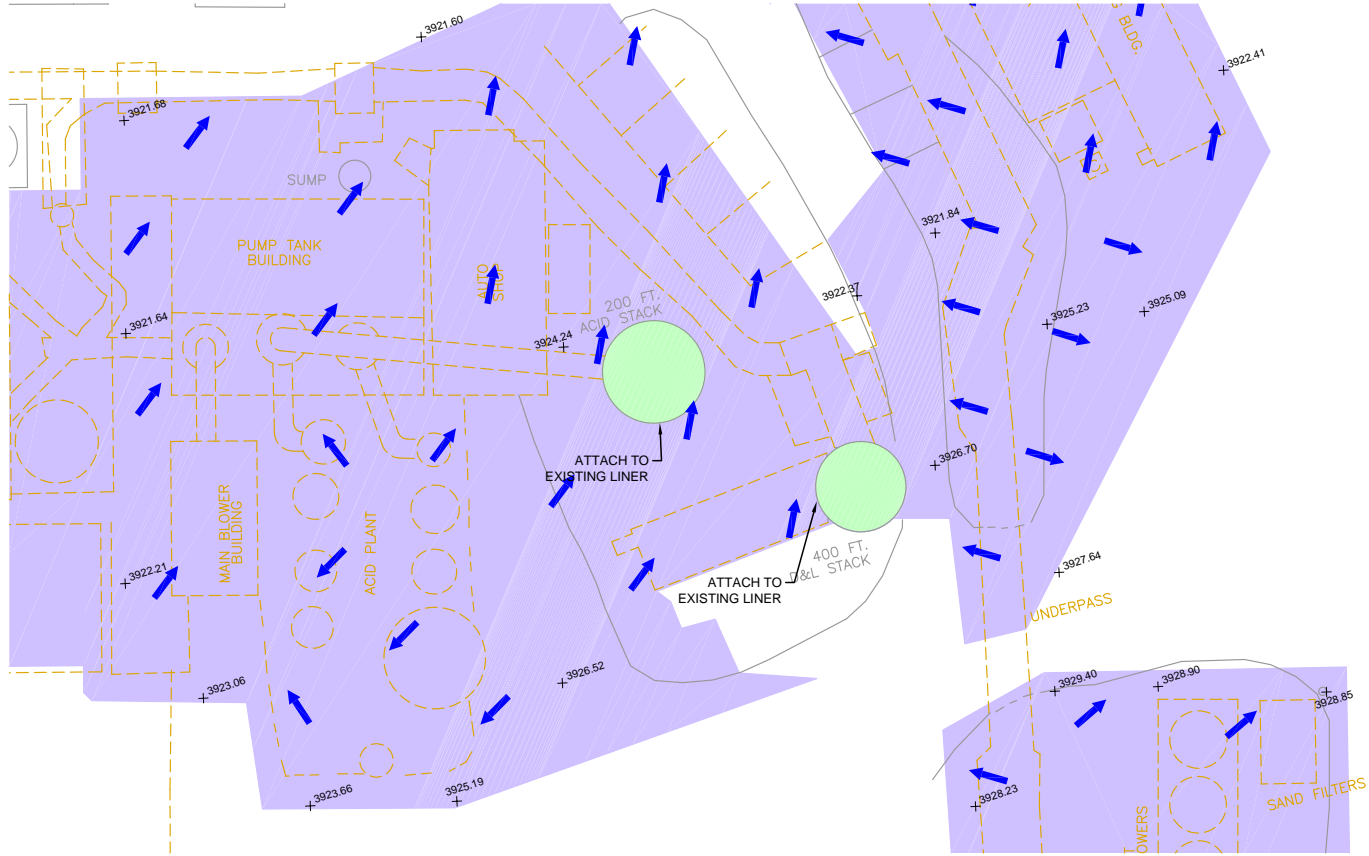 3921.60
BLDG.
3922.41
3921.68
SUMP
3921.84
PUMP TANK
BUILDING
AUTO
SHOP
3922.37
200 FT.
ACID STACK
3925.09
3925.23
3921.64
3924.24
ATTACH TO
EXISTING LINER
3926.70
MAIN BLOWER
BUILDING
ACID PLANT
400 FT.
D&L STACK
ATTACH TO
EXISTING LINER
3922.21
3927.64
UNDERPASS
3926.52
3923.06
3929.40
3928.90
3928.85
3923.66
3925.19
3928.23
SAND FILTERS